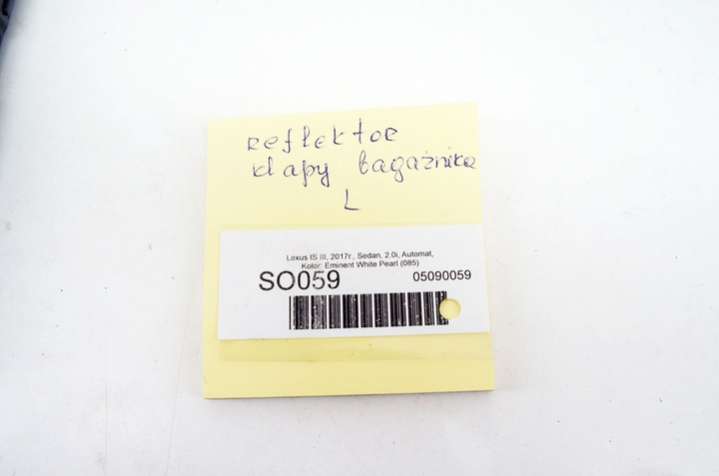 reflektor
klapy bagażnika
L
Lexus IS III, 2017r., Sedan, 2.0i, Automat,
Kolor: Eminent White Pearl (085)
SO059 05090059